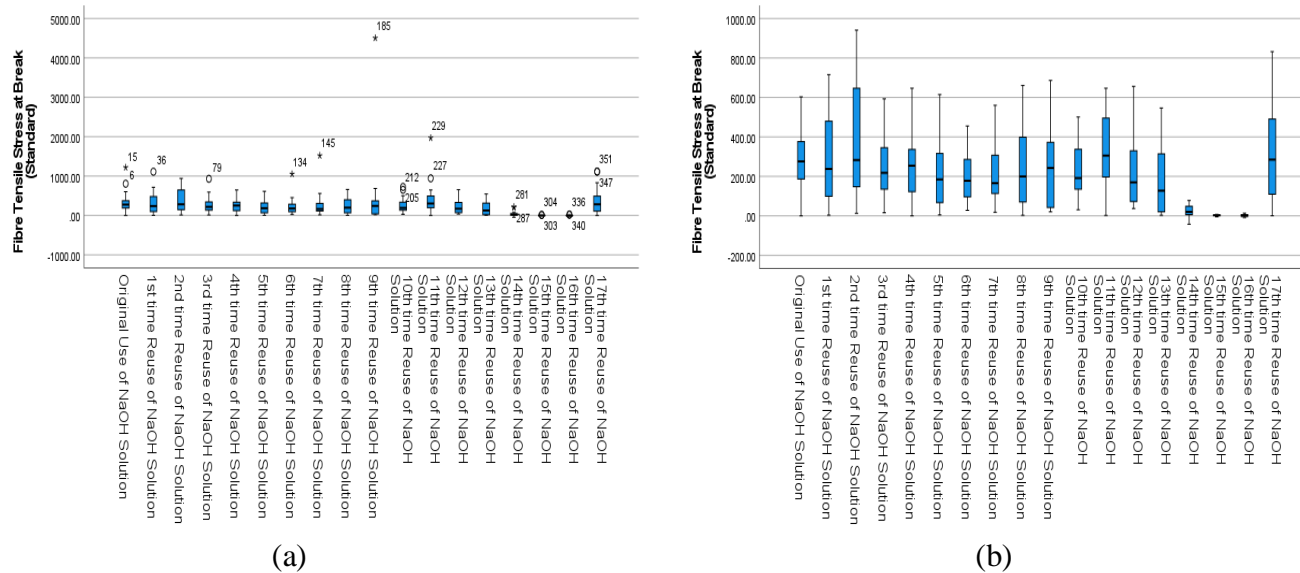 Fibre Tensile Stress at Break
(Standard)
5000.00
4000.00
3000.00
2000.00
1000.00
.00
-1000.00
15
6
36
79
134
145
185
212
205
229
227
281
287
304
303
336
340
351
347
Original Use of NaOH Solution
1st time Reuse of NaOH Solution
2nd time Reuse of NaOH Solution
3rd time Reuse of NaOH Solution
4th time Reuse of NaOH Solution
5th time Reuse of NaOH Solution
6th time Reuse of NaOH Solution
7th time Reuse of NaOH Solution
8th time Reuse of NaOH Solution
9th time Reuse of NaOH Solution
10th time Reuse of NaOH
Solution
11th time Reuse of NaOH
Solution
12th time Reuse of NaOH
Solution
13th time Reuse of NaOH
Solution
14th time Reuse of NaOH
Solution
15th time Reuse of NaOH
Solution
16th time Reuse of NaOH
Solution
17th time Reuse of NaOH
Solution
(a)
Fibre Tensile Stress at Break
(Standard)
1000.00
800.00
600.00
400.00
200.00
.00
-200.00
Original Use of NaOH Solution
1st time Reuse of NaOH Solution
2nd time Reuse of NaOH Solution
3rd time Reuse of NaOH Solution
4th time Reuse of NaOH Solution
5th time Reuse of NaOH Solution
6th time Reuse of NaOH Solution
7th time Reuse of NaOH Solution
8th time Reuse of NaOH Solution
9th time Reuse of NaOH Solution
10th time Reuse of NaOH
Solution
11th time Reuse of NaOH
Solution
12th time Reuse of NaOH
Solution
13th time Reuse of NaOH
Solution
14th time Reuse of NaOH
Solution
15th time Reuse of NaOH
Solution
16th time Reuse of NaOH
Solution
17th time Reuse of NaOH
Solution
(b)